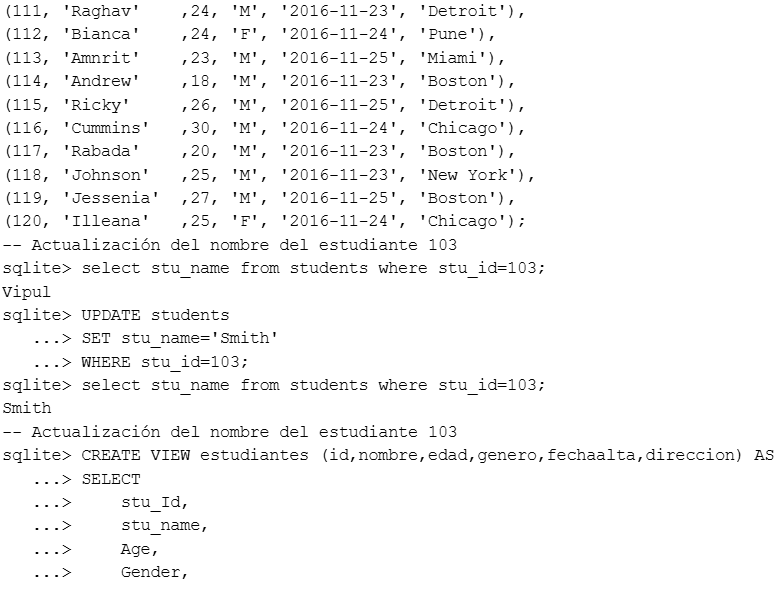 (111, 'Raghav'    ,24, 'M', '2016-11-23', 'Detroit'),
(112, 'Bianca'    ,24, 'F', '2016-11-24', 'Pune'),
(113, 'Amnrit'    ,23, 'M', '2016-11-25', 'Miami'),
(114, 'Andrew'    ,18, 'M', '2016-11-23', 'Boston'),
(115, 'Ricky'     ,26, 'M', '2016-11-25', 'Detroit'),
(116, 'Cummins'   ,30, 'M', '2016-11-24', 'Chicago'),
(117, 'Rabada'    ,20, 'M', '2016-11-23', 'Boston'),
(118, 'Johnson'   ,25, 'M', '2016-11-23', 'New York'),
(119, 'Jessenia'  ,27, 'M', '2016-11-25', 'Boston'),
(120, 'Illeana'   ,25, 'F', '2016-11-24', 'Chicago');
-- Actualización del nombre del estudiante 103
sqlite> select stu_name from students where stu_id=103;
Vipul
sqlite> UPDATE students
   ...> SET stu_name='Smith'
   ...> WHERE stu_id=103;
sqlite> select stu_name from students where stu_id=103;
Smith
-- Actualización del nombre del estudiante 103
sqlite> CREATE VIEW estudiantes (id,nombre,edad,genero,fechaalta,direccion) AS
   ...> SELECT
   ...>     stu_Id,
   ...>     stu_name,
   ...>     Age,
   ...>     Gender,